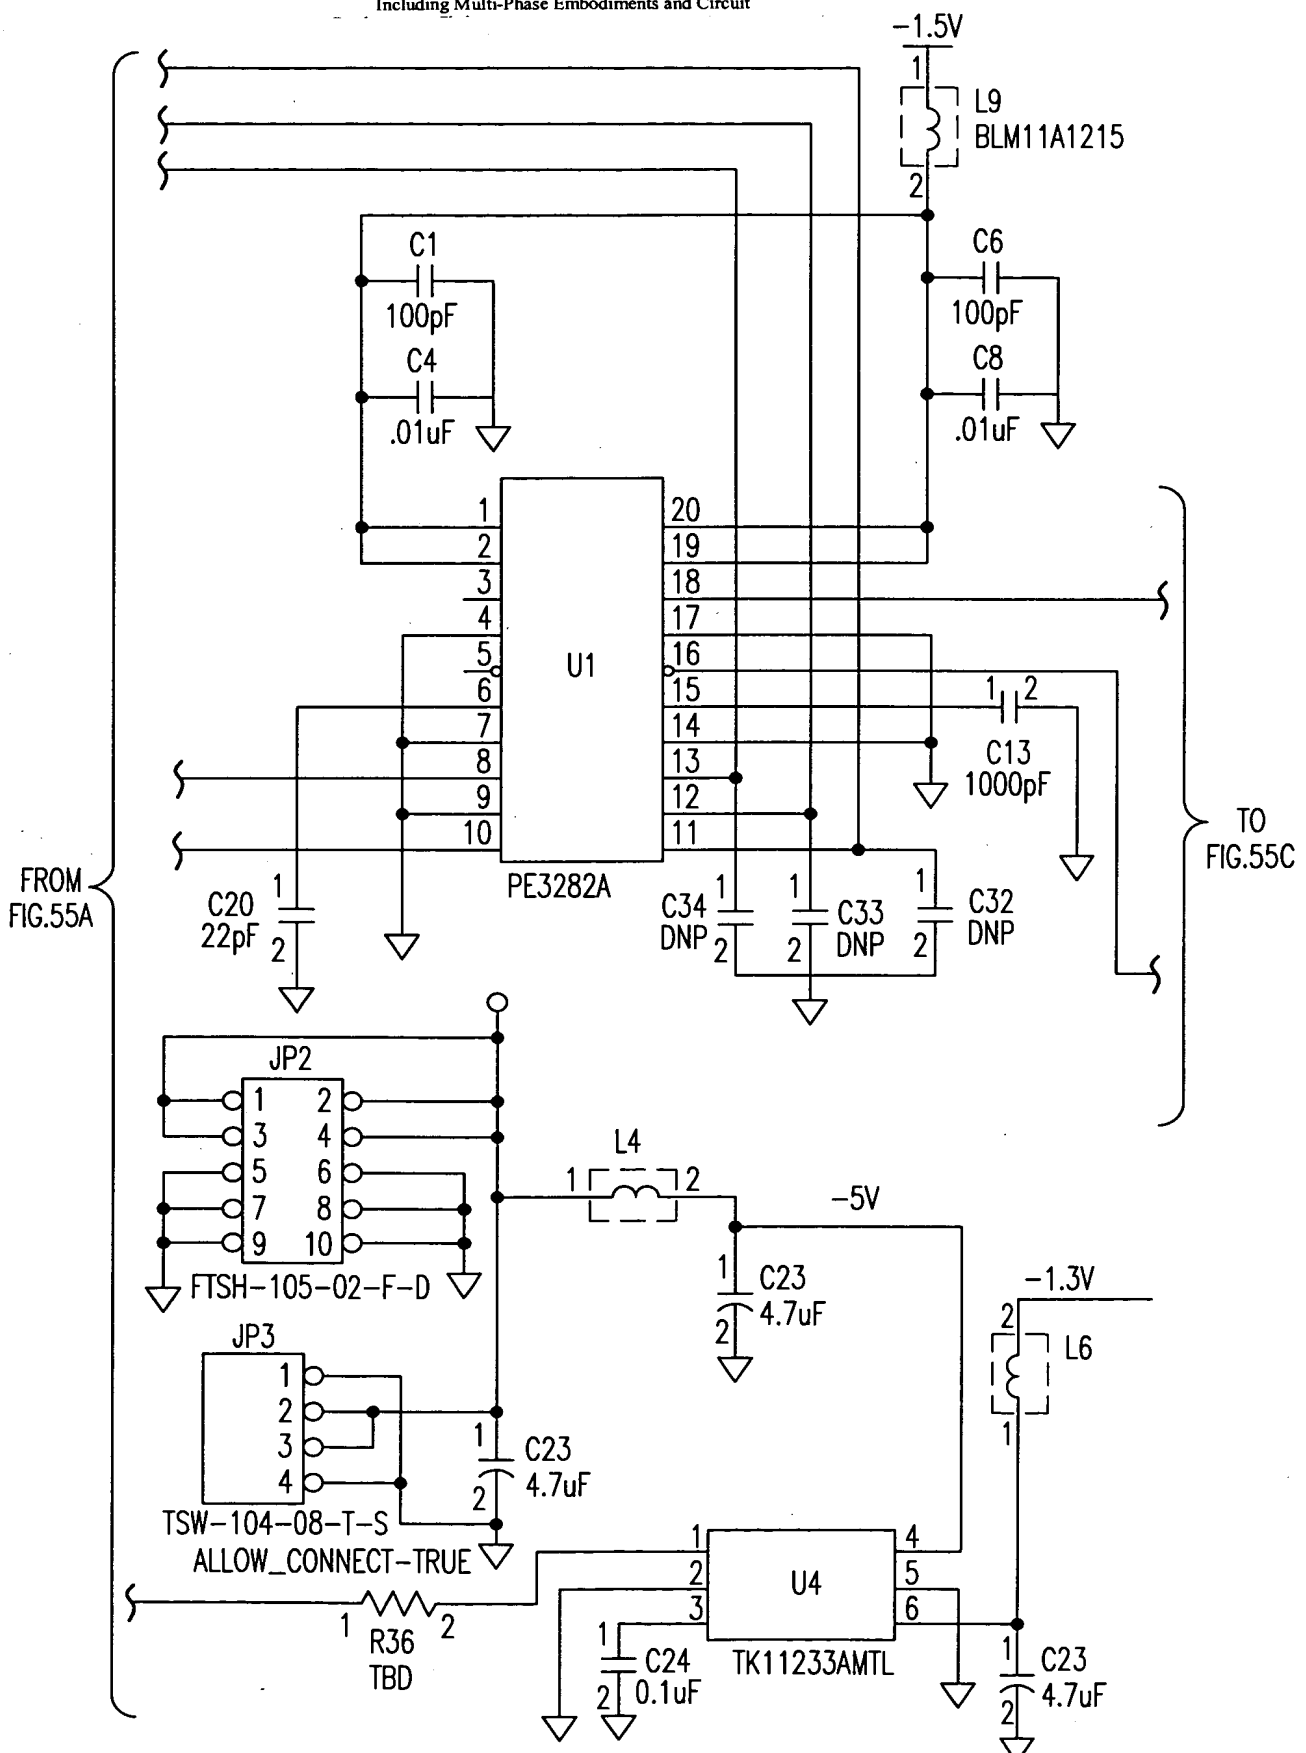 Including Multi-Phase Embodiments and Circuit
-1.5V
1
L9
BLM11A1215
2
C1
100pF
C4
.01uF
C6
100pF
C8
.01uF
1
2
3
4
5
6
7
8
9
10
U1
20
19
18
17
16
15
14
13
12
11
PE3282A
1 2
C13
1000pF
TO
FIG.55C
FROM
FIG.55A
1
C20
22pF
2
1
C34
DNP
2
1
C33
DNP
2
1
C32
DNP
2
JP2
1 2
3 4
5 6
7 8
9 10
FTSH-105-02-F-D
L4
1 2
-5V
1
C23
4.7uF
2
-1.3V
2
L6
1
JP3
1
2
3
4
TSW-104-08-T-S
ALLOW_CONNECT-TRUE
1
C23
4.7uF
2
1 2
R36
TBD
1
2
3
U4
4
5
6
TK11233AMTL
1
C24
0.1uF
2
1
C23
4.7uF
2